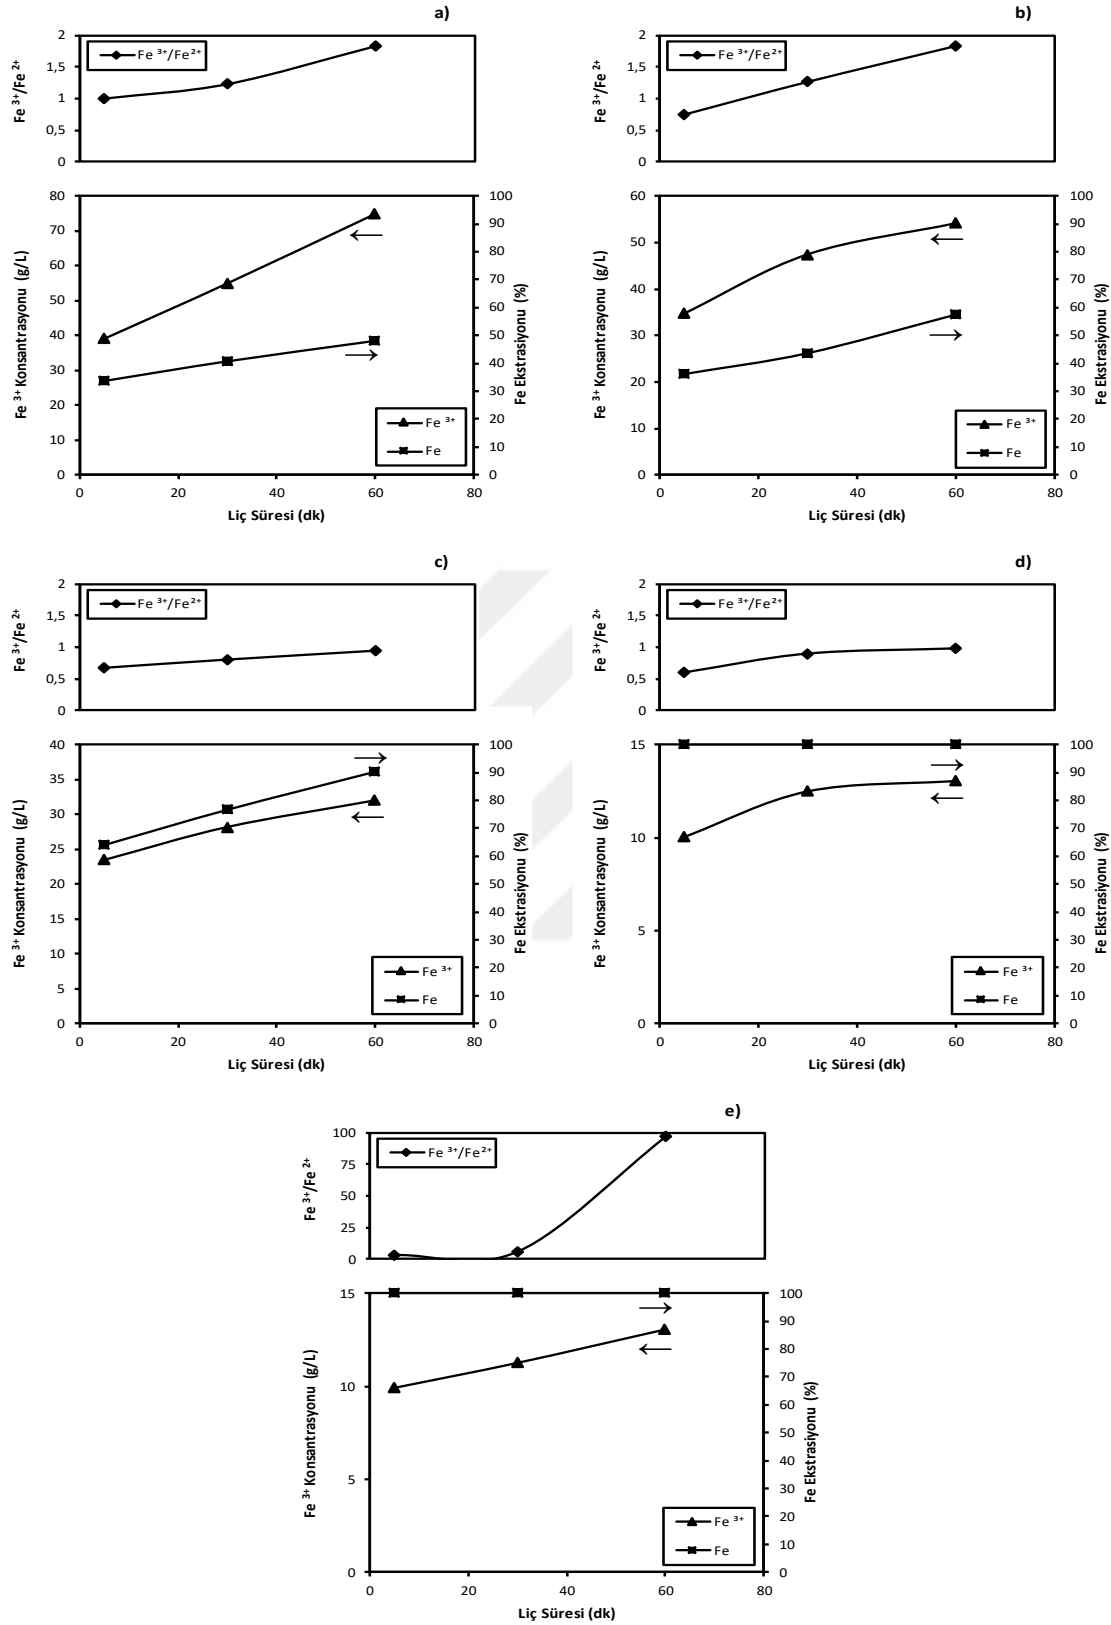 a)
Fe ³⁺/Fe ²⁺
2
1,5
1
0,5
0
Fe ³⁺/Fe²⁺
Fe ³⁺ Konsantrasyonu (g/L)
80
70
60
50
40
30
20
10
0
100
90
80
70
60
50
40
30
20
10
0
Fe Ekstrasiyonu (%)
Fe ³⁺
Fe
0 20 40 60 80
Liç Süresi (dk)
b)
Fe ³⁺/Fe ²⁺
2
1,5
1
0,5
0
Fe ³⁺/Fe²⁺
Fe ³⁺ Konsantrasyonu (g/L)
60
50
40
30
20
10
0
100
90
80
70
60
50
40
30
20
10
0
Fe Ekstrasiyonu (%)
Fe ³⁺
Fe
0 20 40 60 80
Liç Süresi (dk)
c)
Fe ³⁺/Fe ²⁺
2
1,5
1
0,5
0
Fe ³⁺/Fe²⁺
Fe ³⁺ Konsantrasyonu (g/L)
40
35
30
25
20
15
10
5
0
100
90
80
70
60
50
40
30
20
10
0
Fe Ekstrasiyonu (%)
Fe ³⁺
Fe
0 20 40 60 80
Liç Süresi (dk)
d)
Fe ³⁺/Fe ²⁺
2
1,5
1
0,5
0
Fe ³⁺/Fe²⁺
Fe ³⁺ Konsantrasyonu (g/L)
15
10
5
0
100
90
80
70
60
50
40
30
20
10
0
Fe Ekstrasiyonu (%)
Fe ³⁺
Fe
0 20 40 60 80
Liç Süresi (dk)
e)
Fe ³⁺/Fe ²⁺
100
75
50
25
0
Fe ³⁺/Fe²⁺
Fe ³⁺ Konsantrasyonu (g/L)
15
10
5
0
100
90
80
70
60
50
40
30
20
10
0
Fe Ekstrasiyonu (%)
Fe ³⁺
Fe
0 20 40 60 80
Liç Süresi (dk)